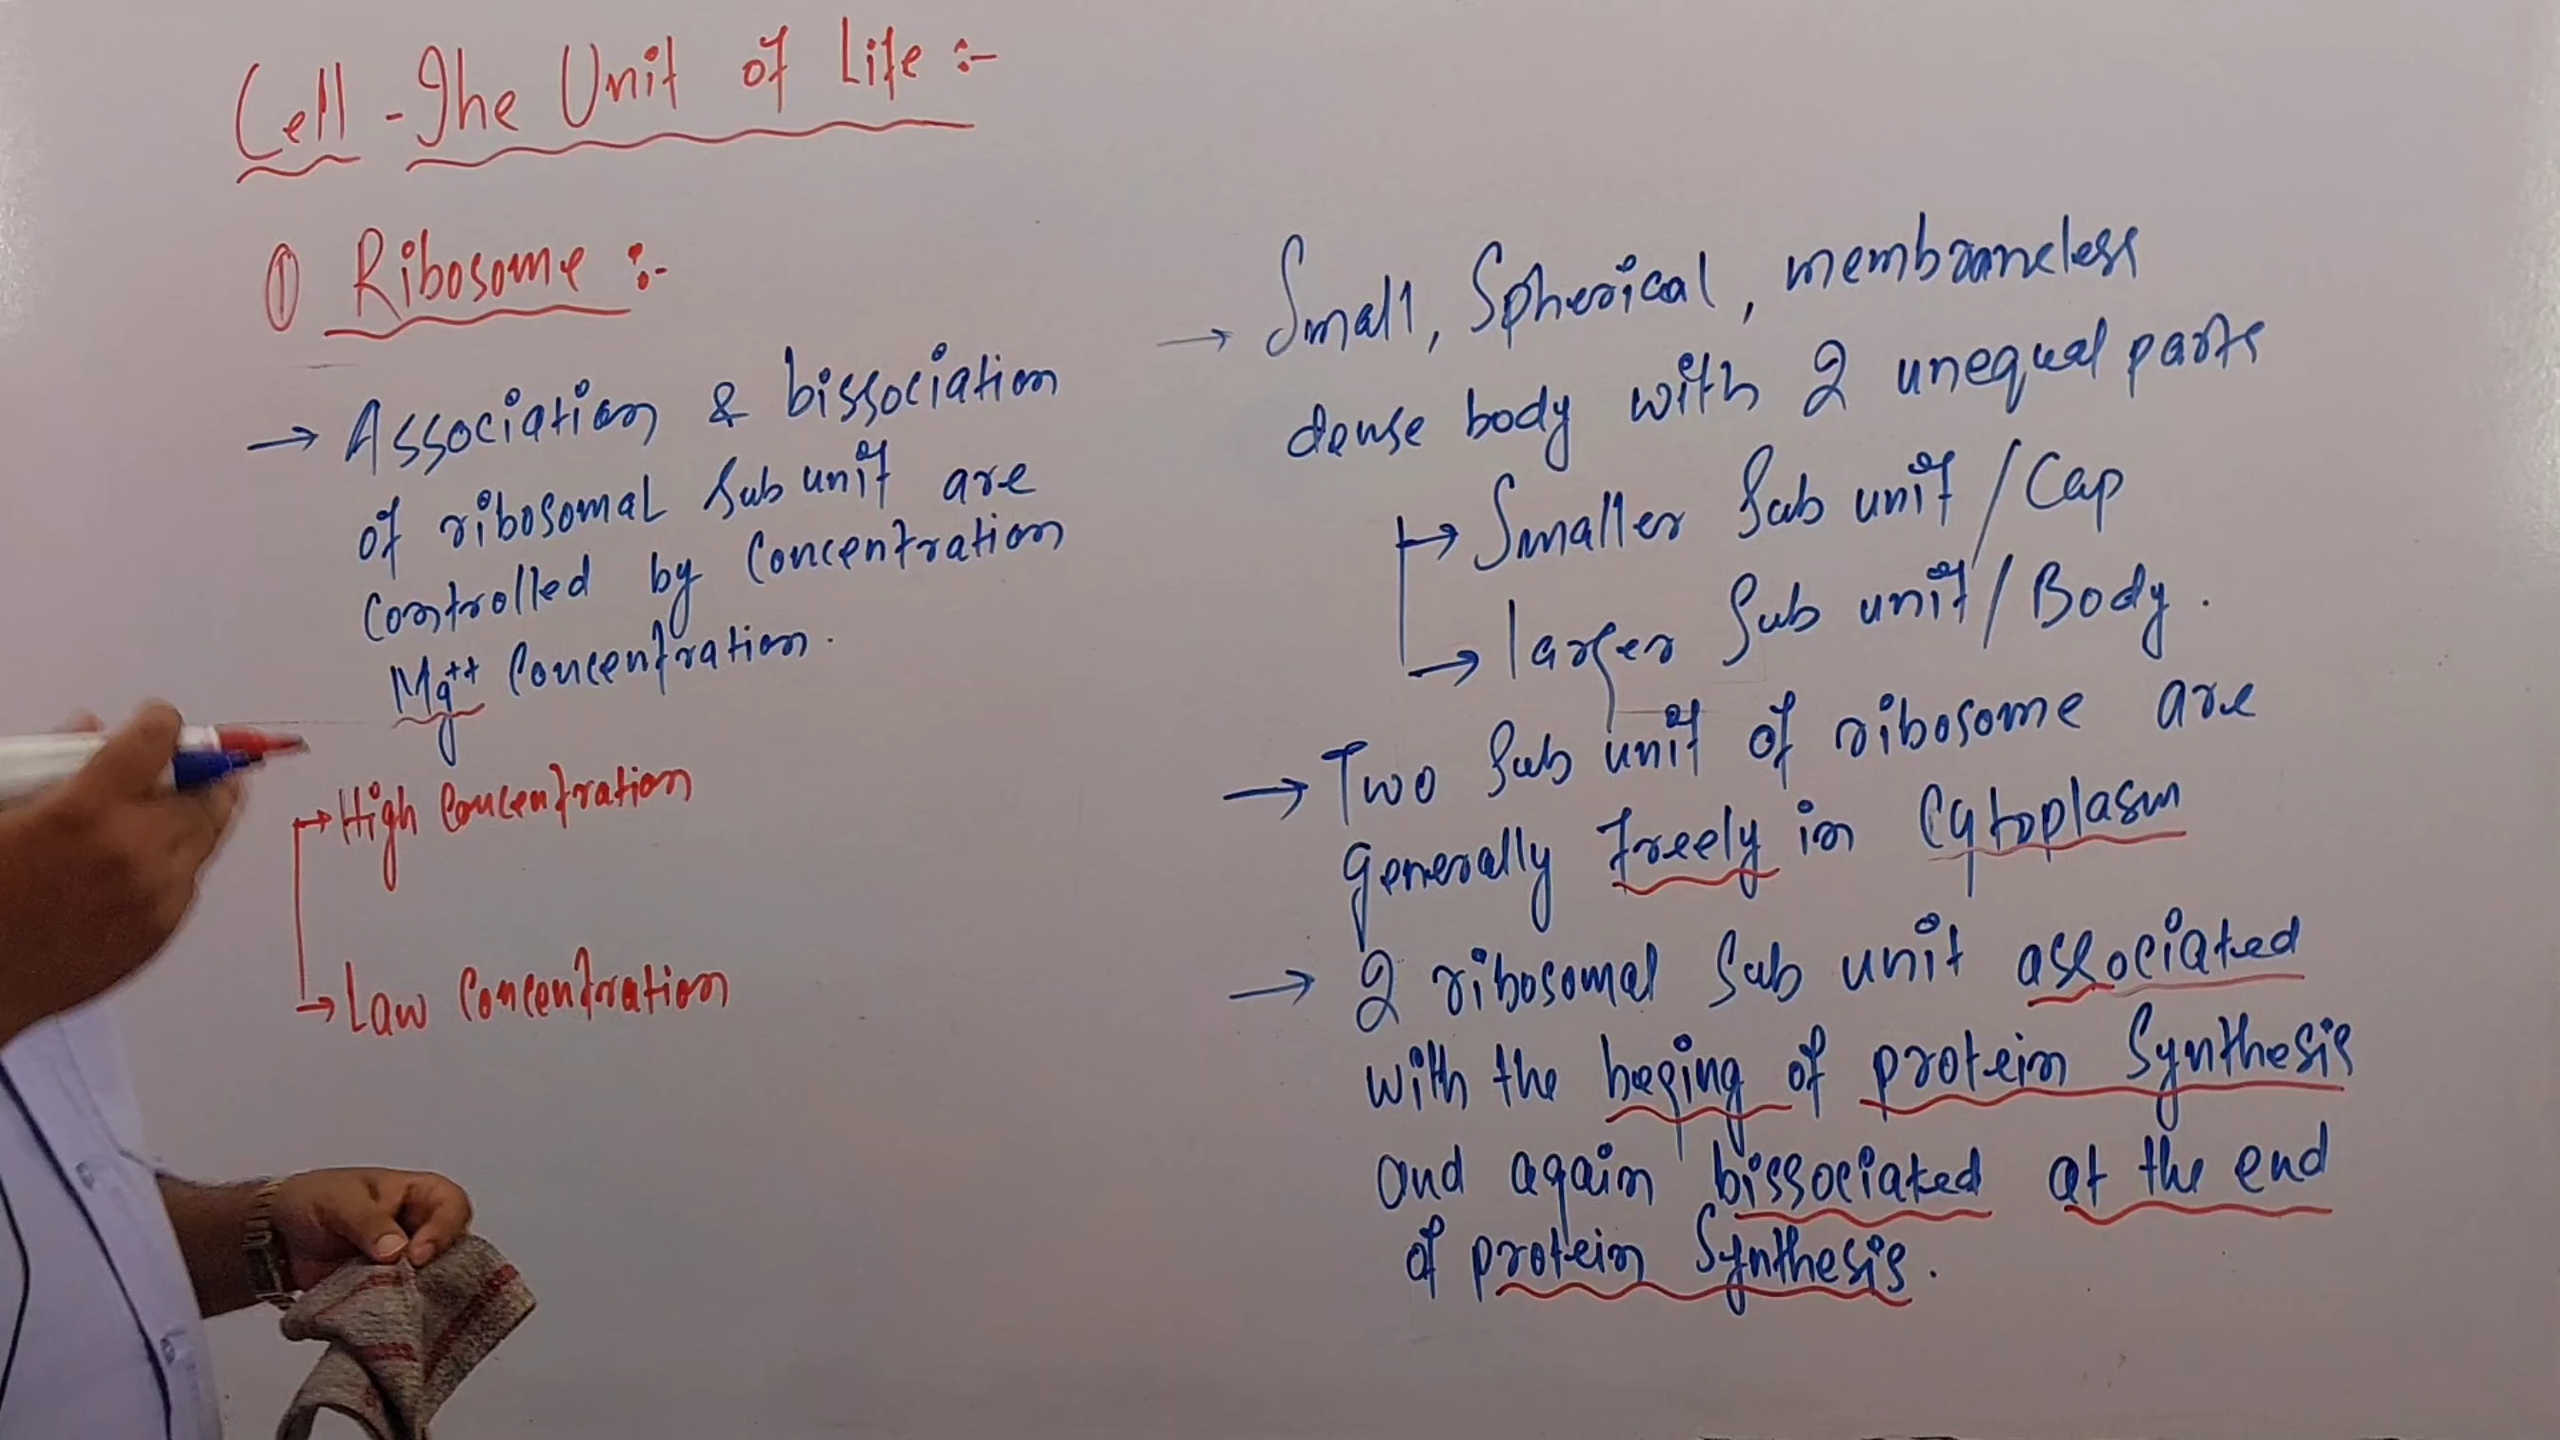 Cell - The Unit of Life :-
① Ribosome :-
→ Association & bissociation
of ribosomal Sub unit are
Controlled by Concentration
Mg++ Concentration.
→ High Concentration
→ Law Concentration
→ Small, Spherical, membraneless
dense body with 2 unequal parts
→ Smaller Sub unit / Cap
→ larger Sub unit / Body.
→ Two Sub unit of ribosome are
generally freely in Cytoplasm
→ 2 ribosomal Sub unit associated
with the beging of protein Synthesis
and again bissociated at the end
of protein Synthesis.